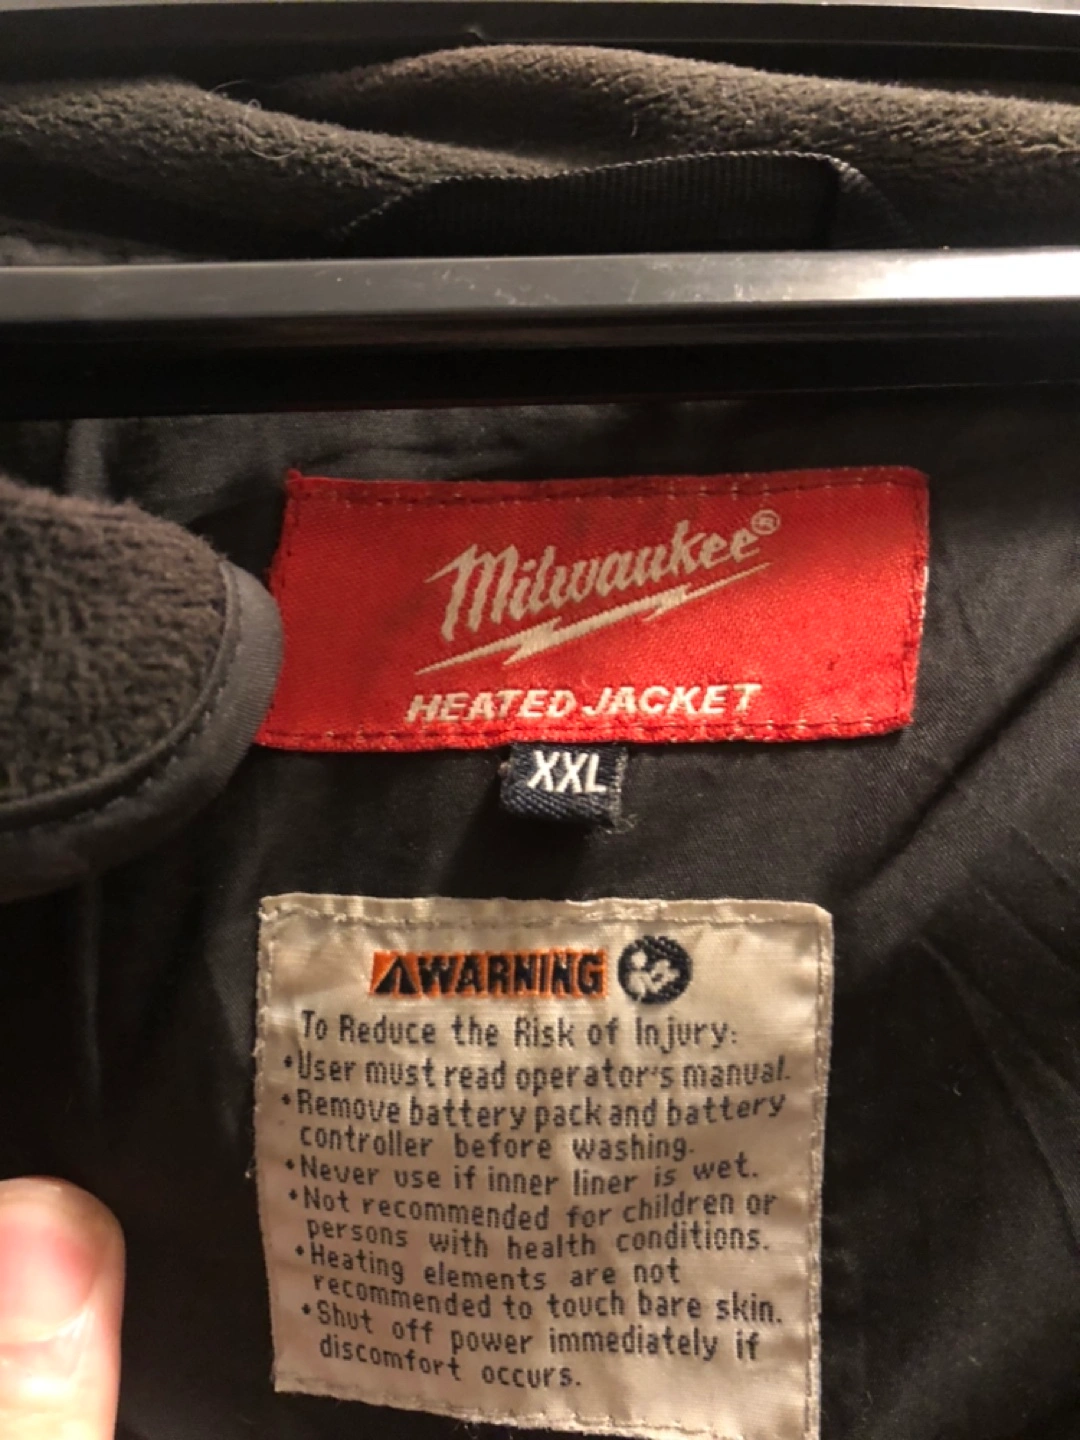 Milwaukee®
HEATED JACKET
XXL
WARNING
To Reduce the Risk of Injury:
•User must read operator's manual.
•Remove battery pack and battery
controller before washing.
•Never use if inner liner is wet.
•Not recommended for children or
persons with health conditions.
•Heating elements are not
recommended to touch bare skin.
•Shut off power immediately if
discomfort occurs.